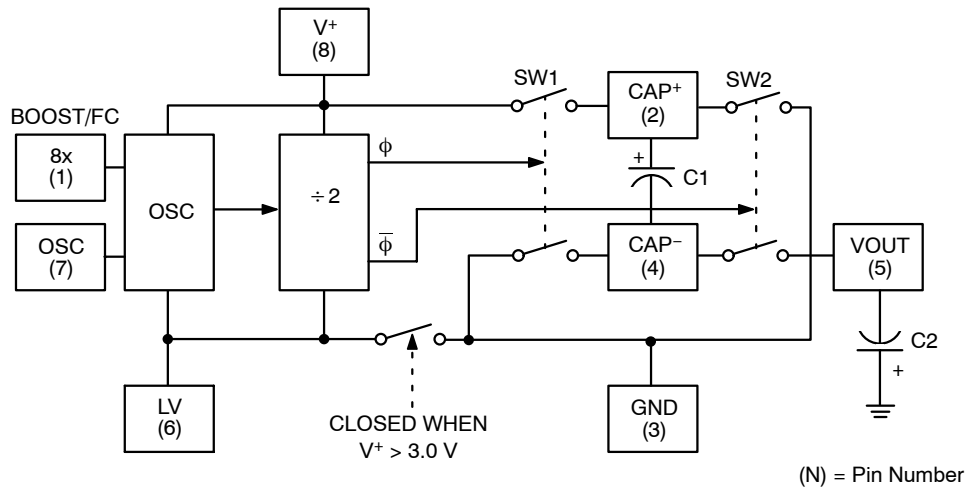 V+
(8)
SW1
CAP+
(2)
SW2
BOOST/FC
8x
(1)
OSC
(7)
OSC
÷2
ϕ
ϕ̅
+
C1
CAP−
(4)
VOUT
(5)
C2
+
LV
(6)
CLOSED WHEN
V+ > 3.0 V
GND
(3)
(N) = Pin Number